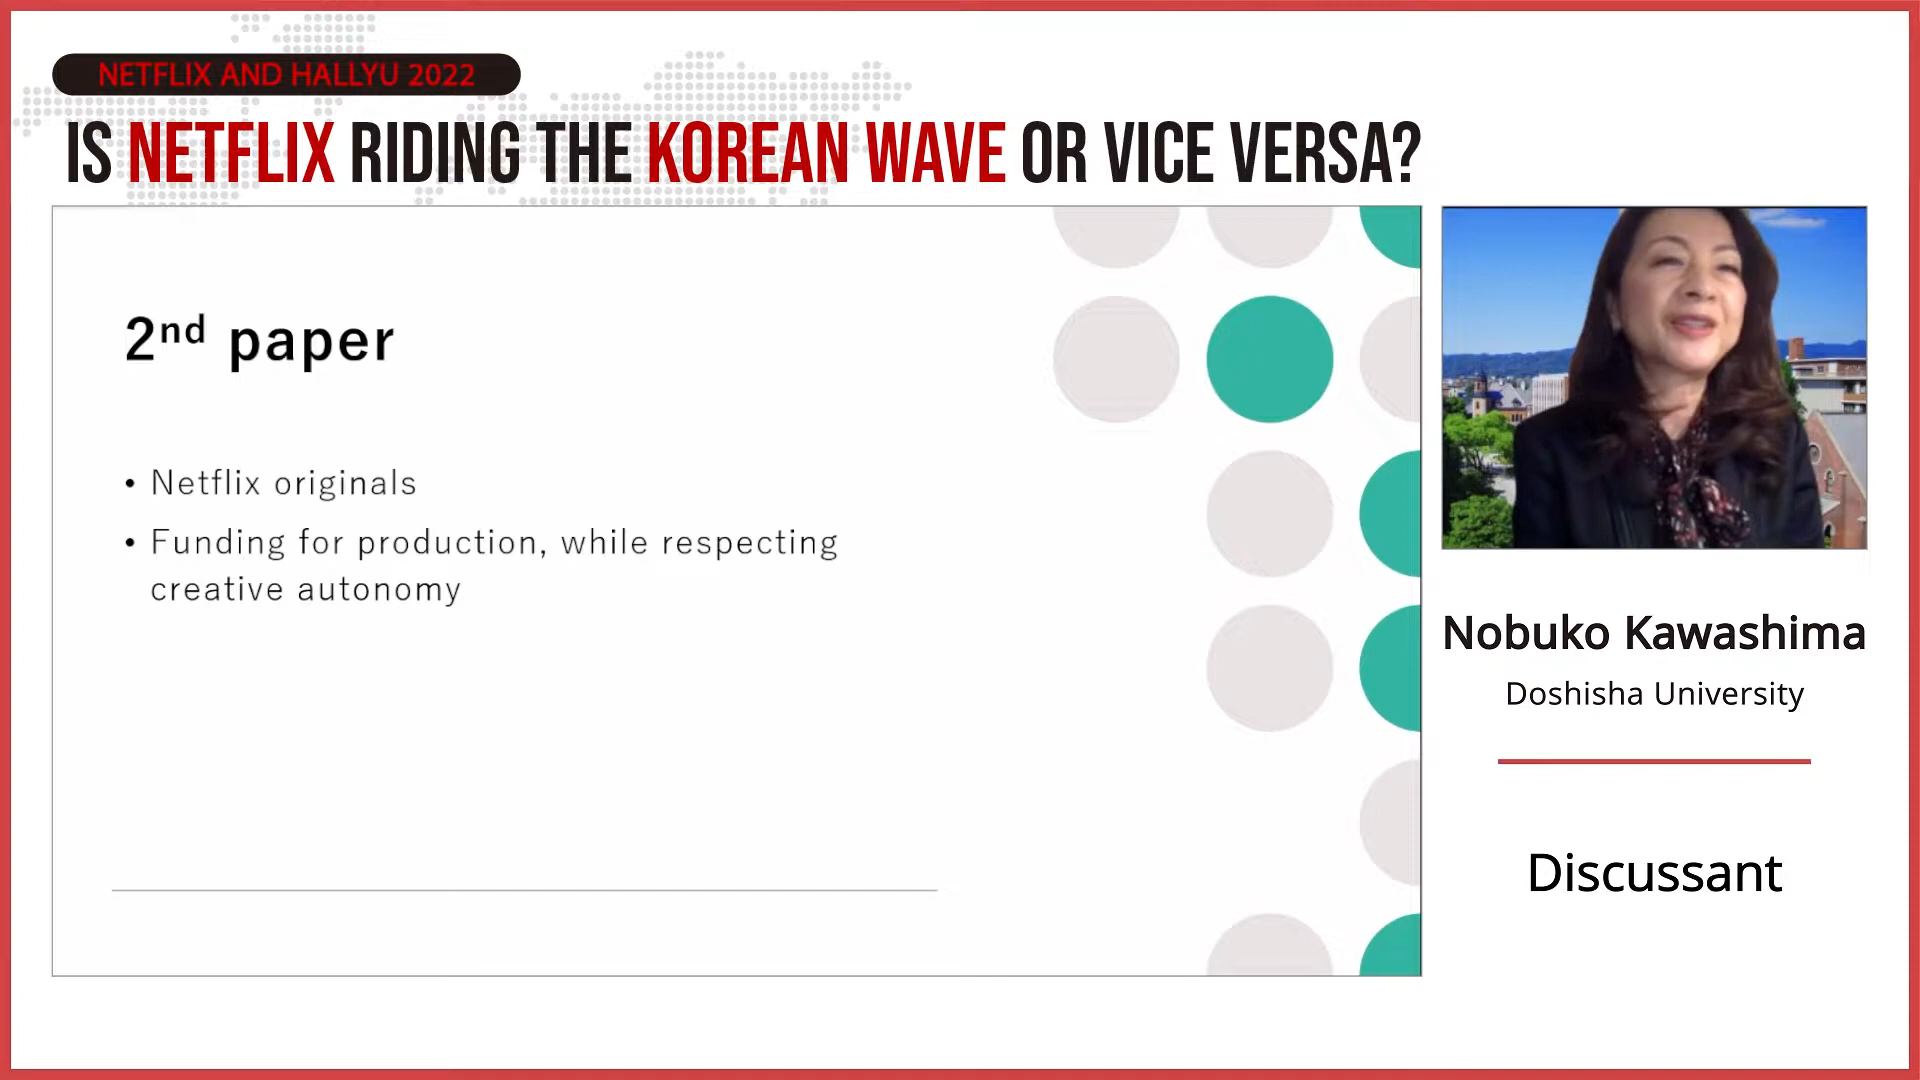 NETFLIX AND HALLYU 2022
IS NETFLIX RIDING THE KOREAN WAVE OR VICE VERSA?
2nd paper
• Netflix originals
• Funding for production, while respecting
creative autonomy
Nobuko Kawashima
Doshisha University
Discussant